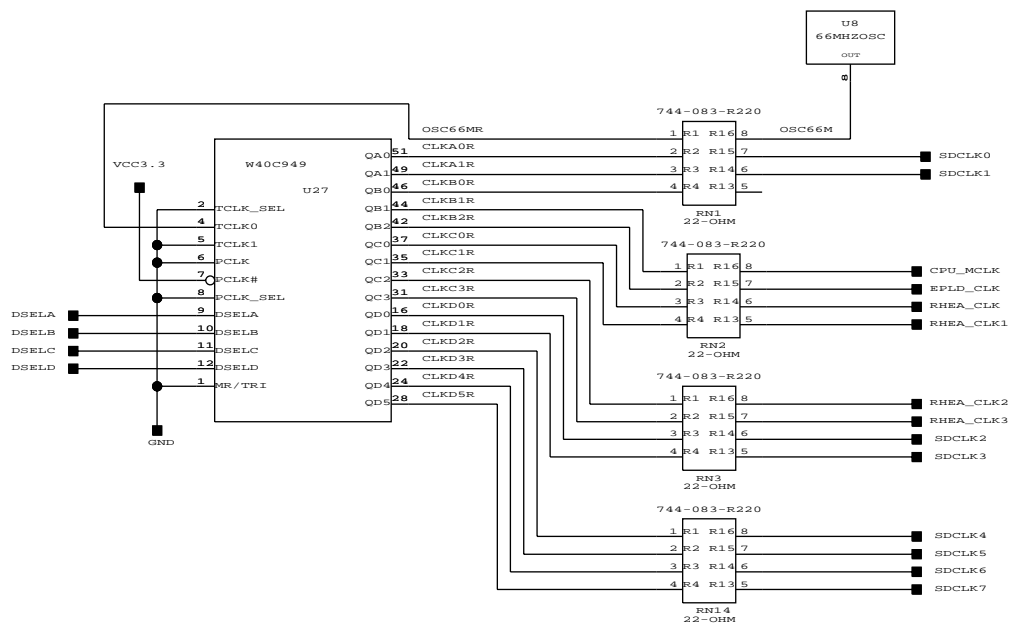 U8
66MHZOSC
OUT
8
744-083-R220
OSC66MR 1 R1 R16 8 OSC66M
VCC3.3 W40C949 QA0 51 CLKA0R 2 R2 R15 7 SDCLK0
QA1 49 CLKA1R 3 R3 R14 6 SDCLK1
U27 QB0 46 CLKB0R 4 R4 R13 5
2 TCLK_SEL QB1 44 CLKB1R RN1
22-OHM
4 TCLK0 QB2 42 CLKB2R
5 TCLK1 QC0 37 CLKC0R 744-083-R220
6 PCLK QC1 35 CLKC1R 1 R1 R16 8 CPU_MCLK
7 PCLK# QC2 33 CLKC2R 2 R2 R15 7 EPLD_CLK
8 PCLK_SEL QC3 31 CLKC3R 3 R3 R14 6 RHEA_CLK
DSELA 9 DSELA QD0 16 CLKD0R 4 R4 R13 5 RHEA_CLK1
DSELB 10 DSELB QD1 18 CLKD1R RN2
DSELC 11 DSELC QD2 20 CLKD2R 22-OHM
DSELD 12 DSELD QD3 22 CLKD3R
1 MR/TRI QD4 24 CLKD4R 744-083-R220
QD5 28 CLKD5R 1 R1 R16 8 RHEA_CLK2
2 R2 R15 7 RHEA_CLK3
GND 3 R3 R14 6 SDCLK2
4 R4 R13 5 SDCLK3
RN3
22-OHM
744-083-R220
1 R1 R16 8 SDCLK4
2 R2 R15 7 SDCLK5
3 R3 R14 6 SDCLK6
4 R4 R13 5 SDCLK7
RN14
22-OHM